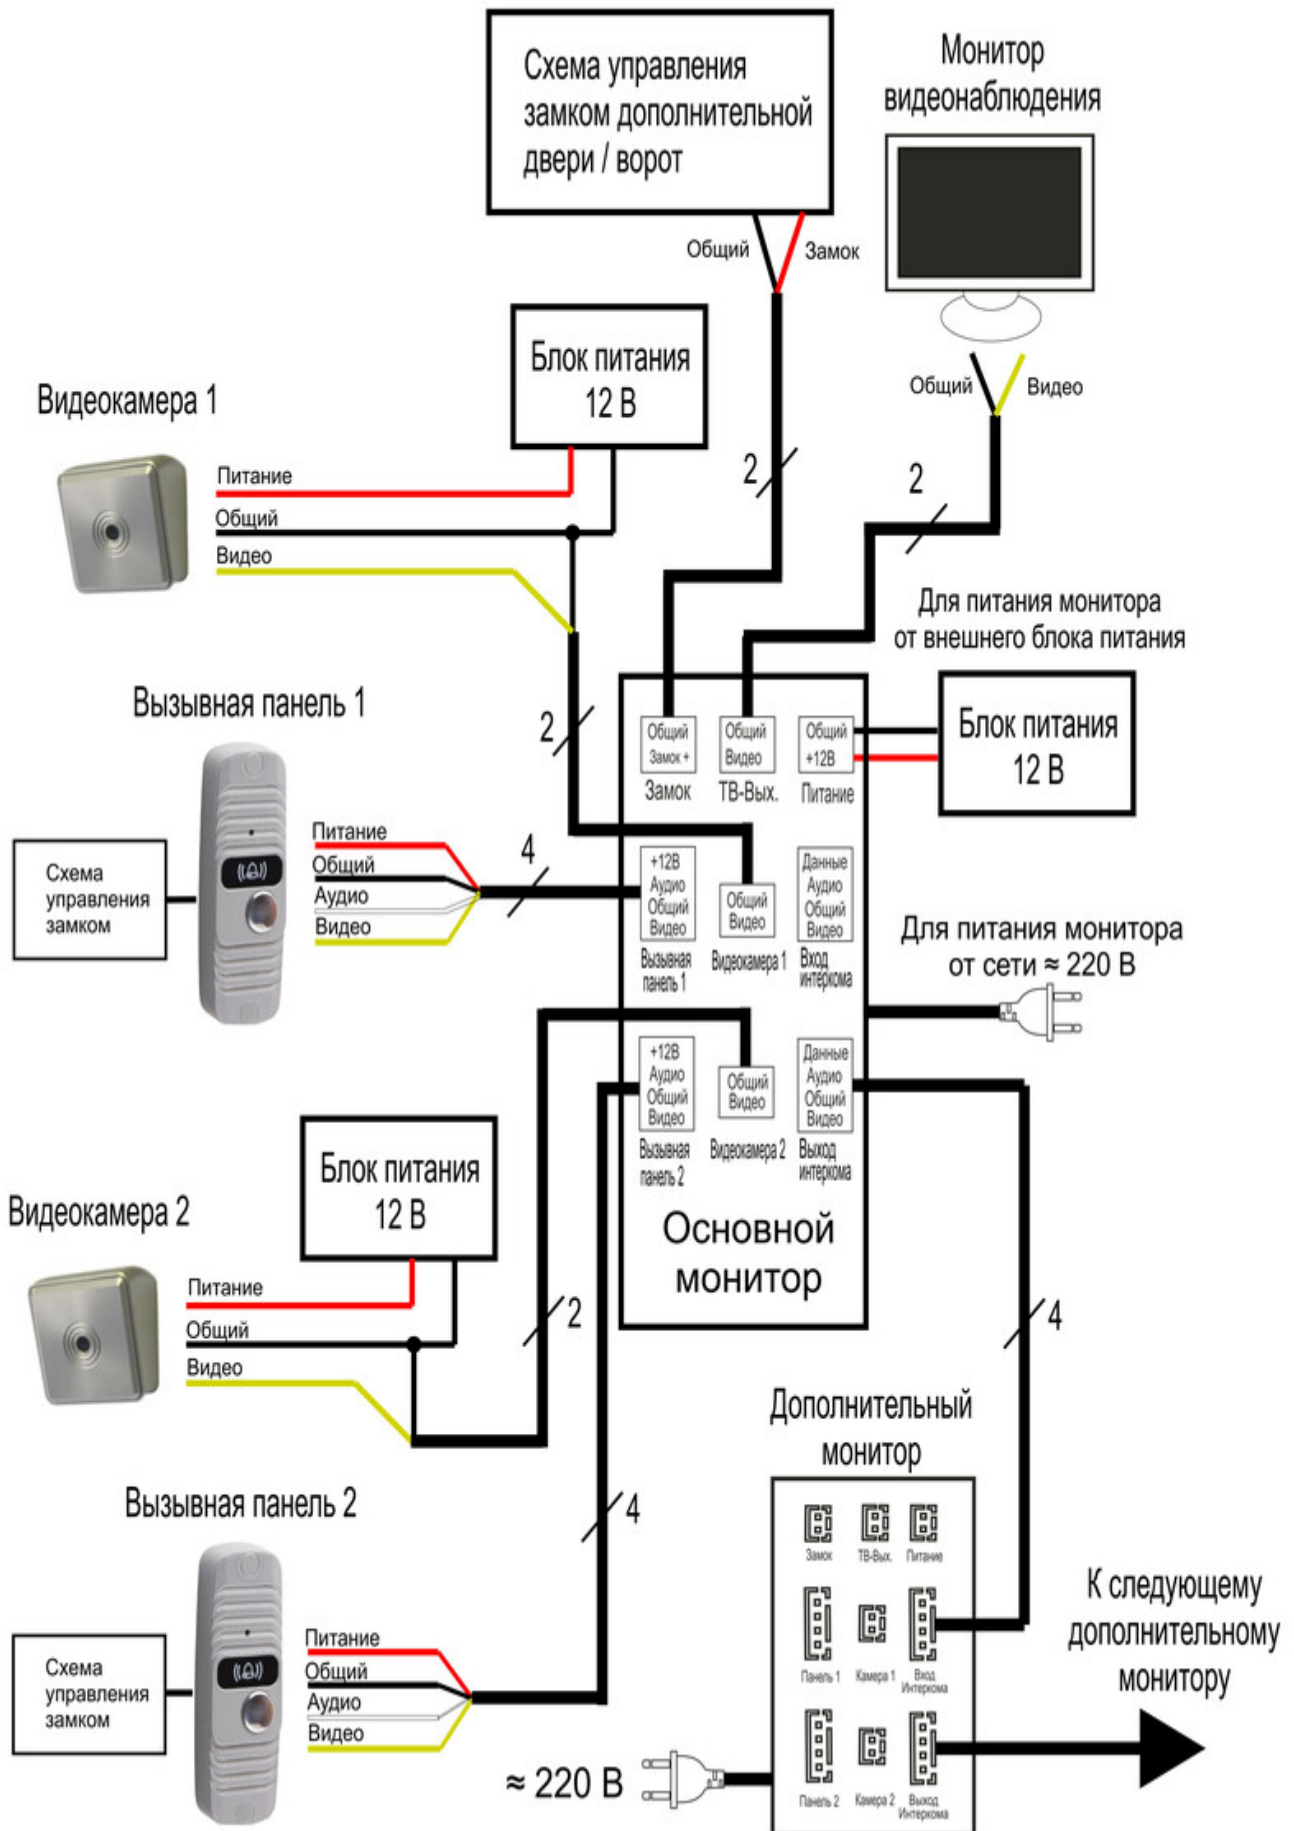 Схема управления
замком дополнительной
двери / ворот
Монитор
видеонаблюдения
Общий
Замок
Блок питания
12 В
Общий
Видео
Видеокамера 1
Питание
Общий
Видео
2
2
Для питания монитора
от внешнего блока питания
Вызывная панель 1
2
Общий
Замок +
Замок
Общий
Видео
ТВ-Вых.
Общий
+12В
Питание
Блок питания
12 В
Схема
управления
замком
Питание
Общий
Аудио
Видео
4
+12В
Аудио
Общий
Видео
Вызывная
панель 1
Общий
Видео
Видеокамера 1
Данные
Аудио
Общий
Видео
Вход
интеркома
Для питания монитора
от сети ≈ 220 В
+12В
Аудио
Общий
Видео
Вызывная
панель 2
Общий
Видео
Видеокамера 2
Данные
Аудио
Общий
Видео
Выход
интеркома
Основной
монитор
Блок питания
12 В
Видеокамера 2
Питание
Общий
Видео
2
4
Дополнительный
монитор
Вызывная панель 2
4
Замок
ТВ-Вых.
Питание
Панель 1
Камера 1
Вход
Интеркома
Панель 2
Камера 2
Выход
Интеркома
К следующему
дополнительному
монитору
Схема
управления
замком
Питание
Общий
Аудио
Видео
≈ 220 В